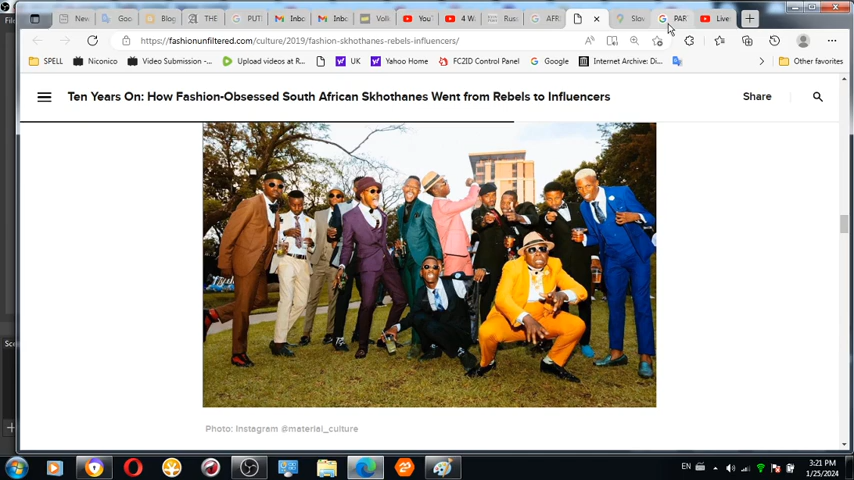 New
Goo
Blog
THE
PUT
Inbo
Inbo
Volk
You
4 W
Rus
AFR
Slov
PAR
Live
https://fashionunfiltered.com/culture/2019/fashion-skhothanes-rebels-influencers/
SPELL
Niconico
Video Submission -...
Upload videos at R...
UK
Yahoo Home
FC2ID Control Panel
Google
Internet Archive: Di...
Other favorites
Ten Years On: How Fashion-Obsessed South African Skhothanes Went from Rebels to Influencers
Share
Photo: Instagram @material_culture
Sce
EN
3:21 PM
1/25/2024